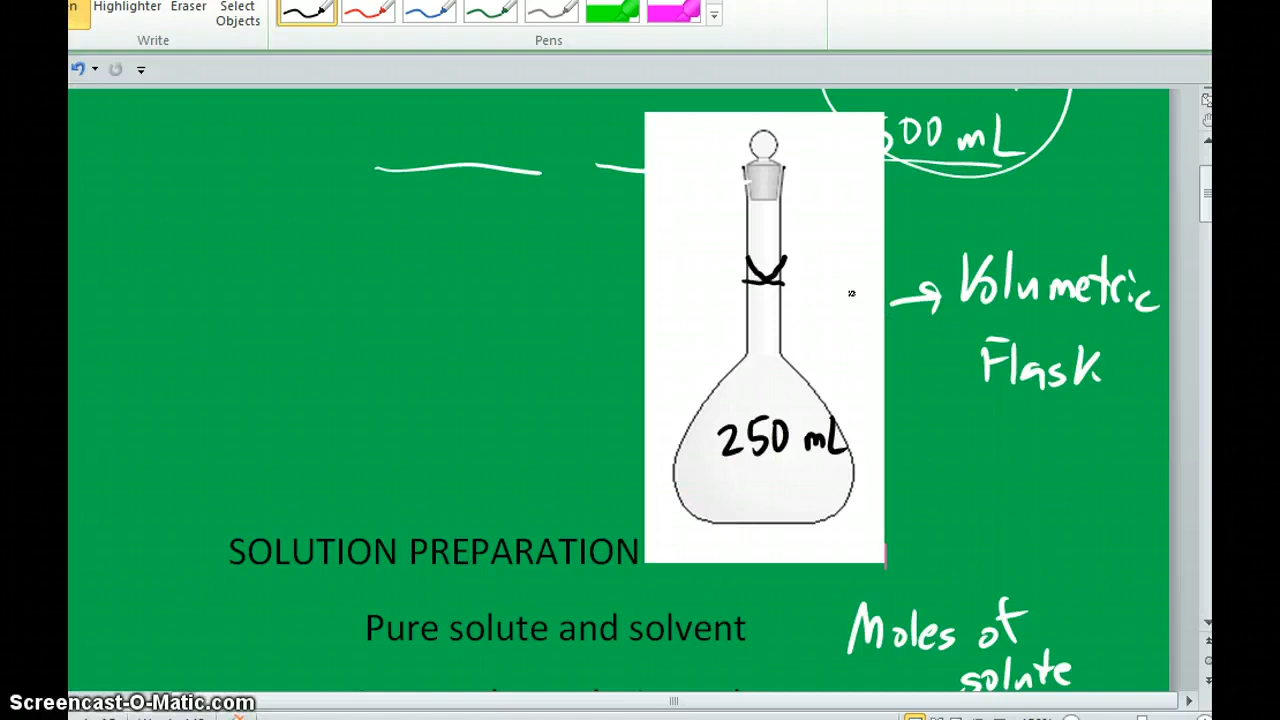 Highlighter Eraser Select
Objects
Write
Pens
500 mL
Volumetric
Flask
250 mL
SOLUTION PREPARATION
Pure solute and solvent
Moles of
solute
Screencast-O-Matic.com